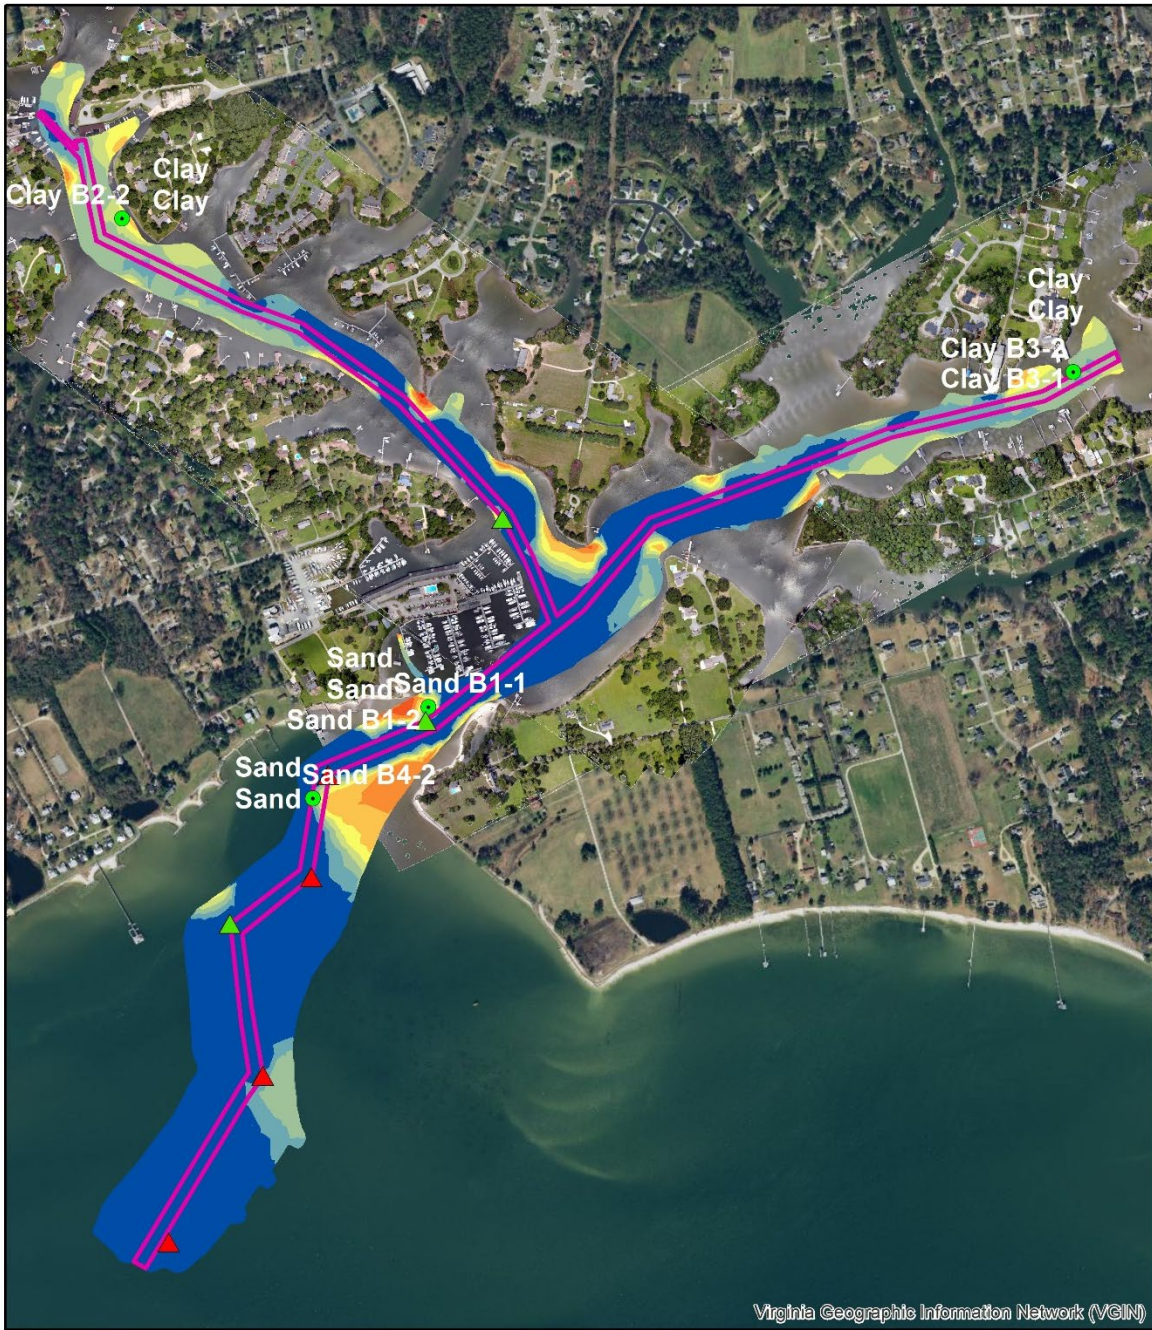 Clay
Clay
Clay B2-2
Clay
Clay
Clay B3-2
Clay B3-1
Sand
Sand
Sand B1-1
Sand B1-2
Sand
Sand B4-2
Sand
Virginia Geographic Information Network (VGIN)